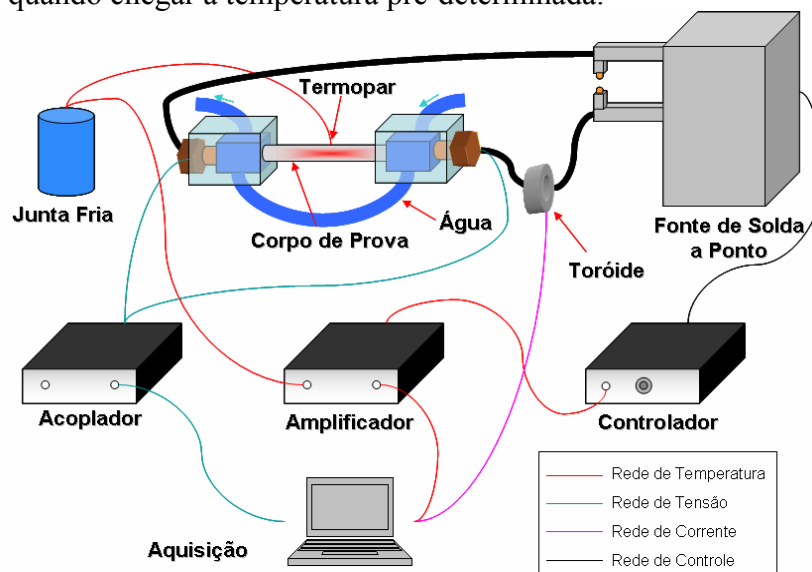 quando chegar a temperatura pré-determinada.
Termopar
Junta Fria
Corpo de Prova
Água
Toróide
Fonte de Solda
a Ponto
Acoplador
Amplificador
Controlador
Aquisição
Rede de Temperatura
Rede de Tensão
Rede de Corrente
Rede de Controle